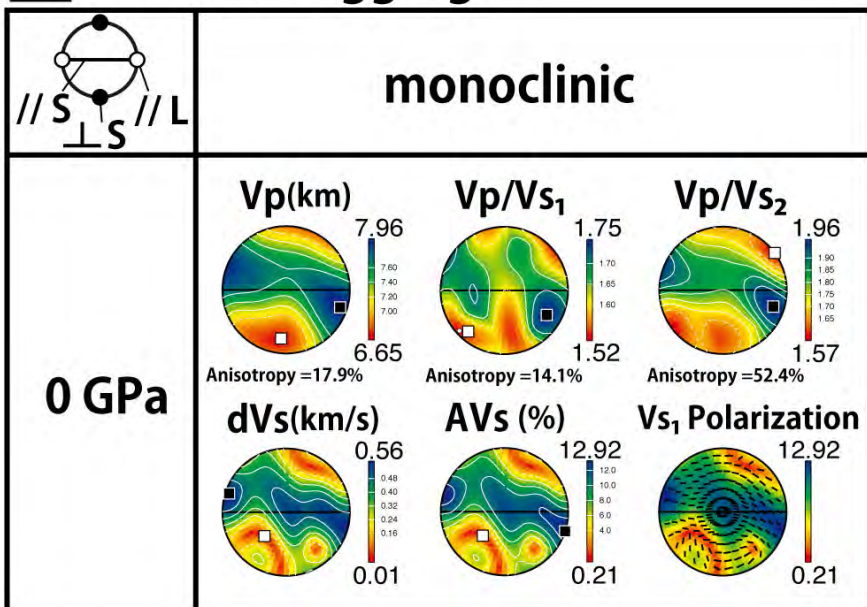 // S // L
⊥ S
monoclinic
0 GPa
Vp(km) Vp/Vs₁ Vp/Vs₂
7.96 1.75 1.96
7.60
7.40
7.20
7.00
1.70
1.65
1.60
1.90
1.85
1.80
1.75
1.70
1.65
6.65 1.52 1.57
Anisotropy =17.9% Anisotropy =14.1% Anisotropy =52.4%
dVs(km/s) AVs (%) Vs₁ Polarization
0.56 12.92 12.92
0.48
0.40
0.32
0.24
0.16
12.0
10.0
8.0
6.0
4.0
0.01 0.21 0.21